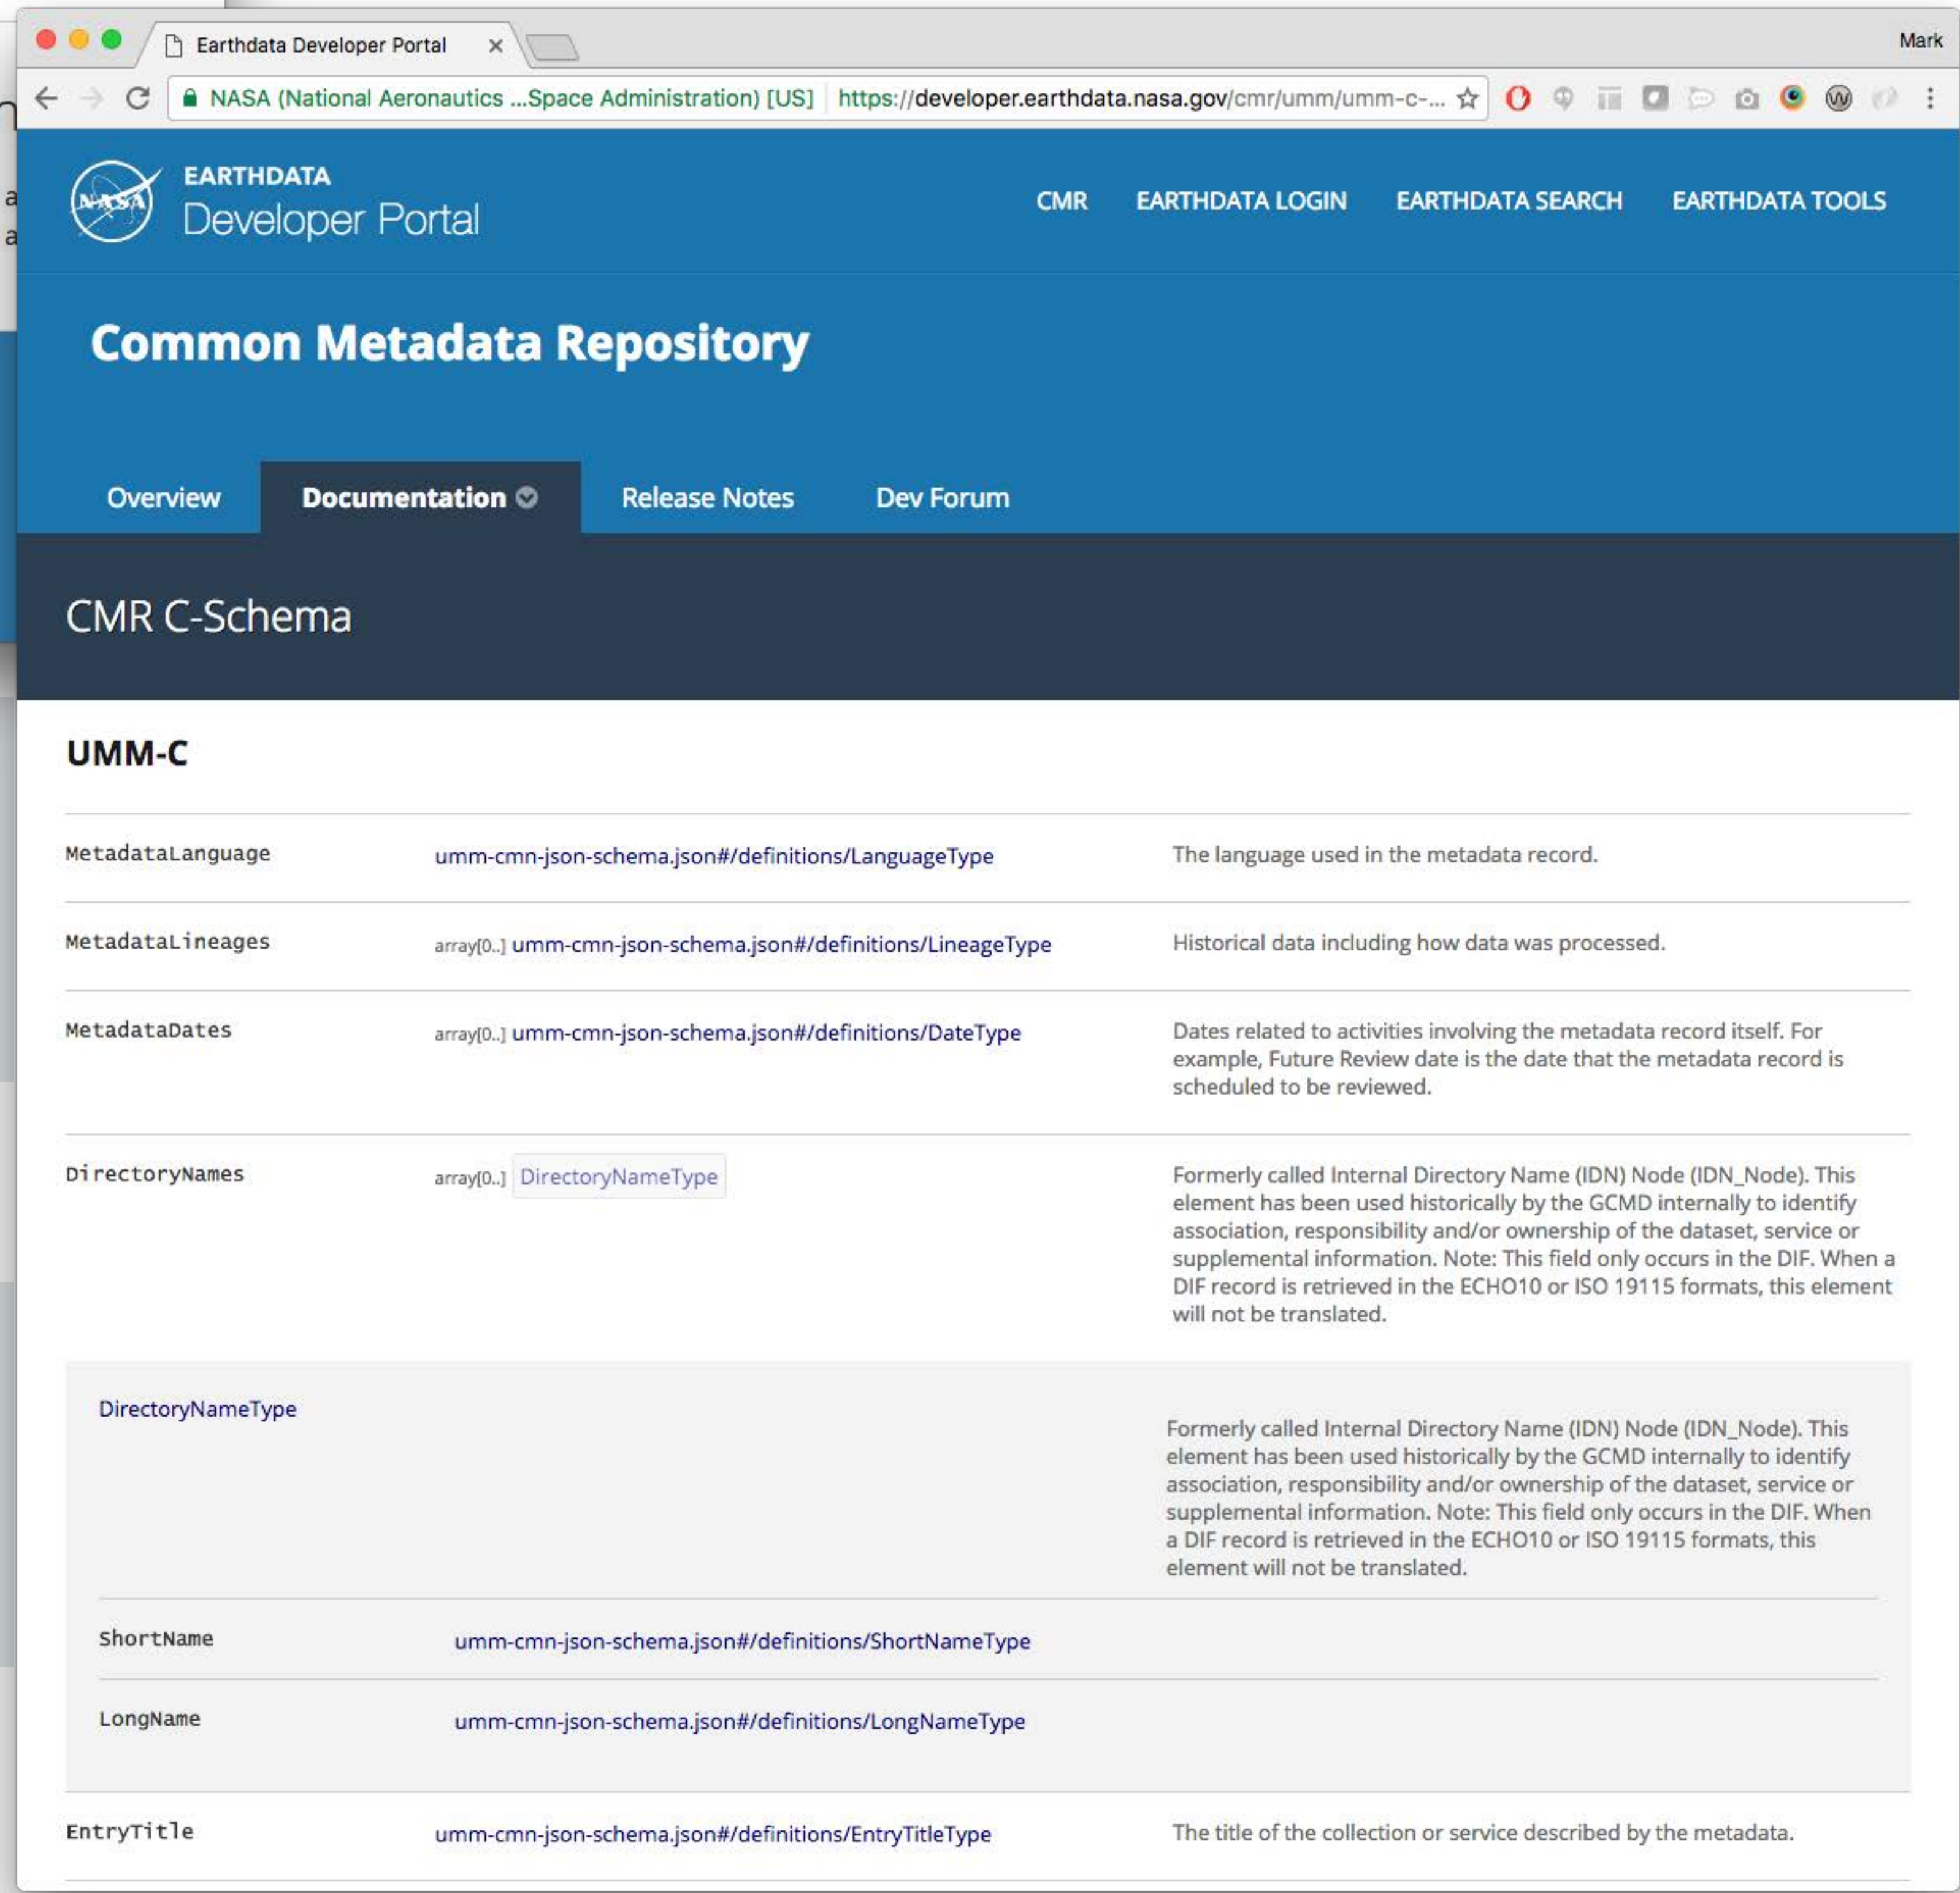 Earthdata Developer Portal
Mark
NASA (National Aeronautics ...Space Administration) [US] https://developer.earthdata.nasa.gov/cmr/umm/umm-c-...
NASA
EARTHDATA
Developer Portal
CMR EARTHDATA LOGIN EARTHDATA SEARCH EARTHDATA TOOLS
Common Metadata Repository
Overview Documentation Release Notes Dev Forum
CMR C-Schema
UMM-C
MetadataLanguage umm-cmn-json-schema.json#/definitions/LanguageType The language used in the metadata record.
MetadataLineages array[0..] umm-cmn-json-schema.json#/definitions/LineageType Historical data including how data was processed.
MetadataDates array[0..] umm-cmn-json-schema.json#/definitions/DateType Dates related to activities involving the metadata record itself. For
example, Future Review date is the date that the metadata record is
scheduled to be reviewed.
DirectoryNames array[0..] DirectoryNameType Formerly called Internal Directory Name (IDN) Node (IDN_Node). This
element has been used historically by the GCMD internally to identify
association, responsibility and/or ownership of the dataset, service or
supplemental information. Note: This field only occurs in the DIF. When a
DIF record is retrieved in the ECHO10 or ISO 19115 formats, this element
will not be translated.
DirectoryNameType
Formerly called Internal Directory Name (IDN) Node (IDN_Node). This
element has been used historically by the GCMD internally to identify
association, responsibility and/or ownership of the dataset, service or
supplemental information. Note: This field only occurs in the DIF. When
a DIF record is retrieved in the ECHO10 or ISO 19115 formats, this
element will not be translated.
ShortName umm-cmn-json-schema.json#/definitions/ShortNameType
LongName umm-cmn-json-schema.json#/definitions/LongNameType
EntryTitle umm-cmn-json-schema.json#/definitions/EntryTitleType The title of the collection or service described by the metadata.